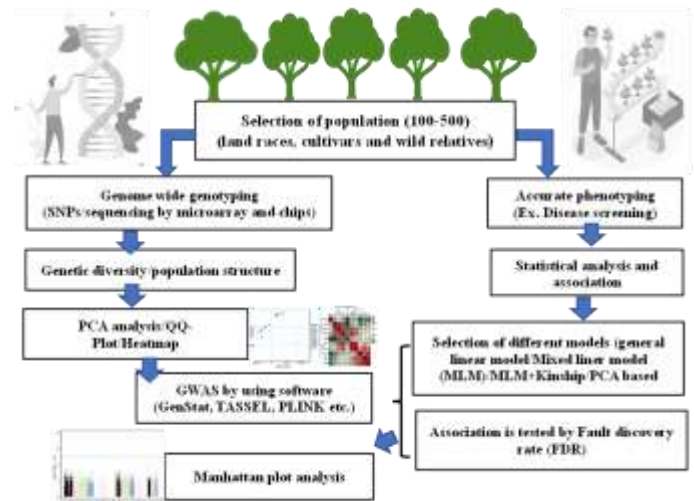 Selection of population (100-500)
(land races, cultivars and wild relatives)
Genome wide genotyping
(SNPs/sequencing by microarray and chips)
Genetic diversity/population structure
PCA analysis/QQ-
Plot/Heatmap
GWAS by using software
(GenStat, TASSEL, PLINK etc.)
Manhattan plot analysis
Accurate phenotyping
(Ex. Disease screening)
Statistical analysis and
association
Selection of different models (general
linear model/Mixed liner model
(MLM)/MLM+Kinship/PCA based
Association is tested by Fault discovery
rate (FDR)